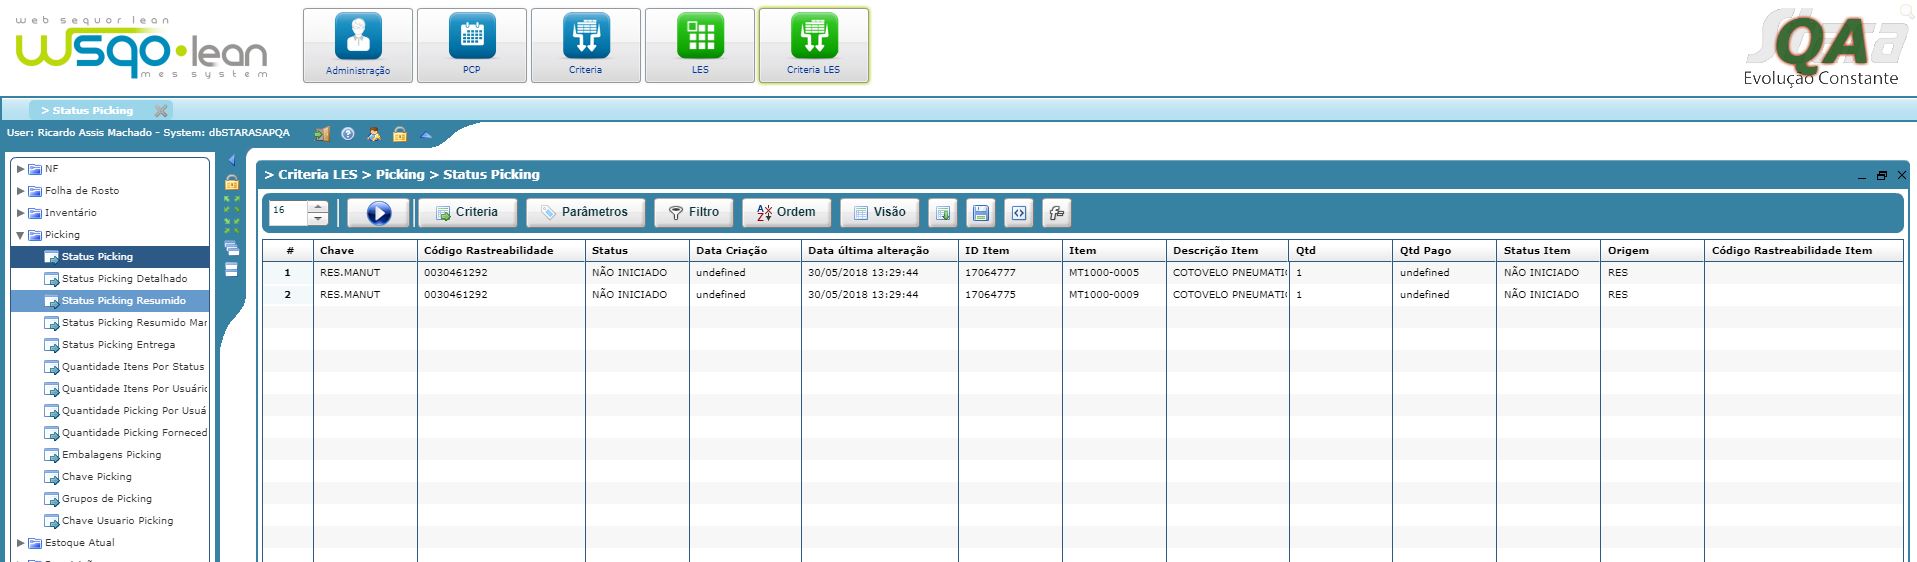 web sequor lean
wsqo·lean
mes system
Administração
PCP
Criteria
LES
Criteria LES
QA
Evolução Constante
> Status Picking
User: Ricardo Assis Machado - System: dbSTARASAPQA
NF
Folha de Rosto
Inventário
Picking
Status Picking
Status Picking Detalhado
Status Picking Resumido
Status Picking Resumido Mar
Status Picking Entrega
Quantidade Itens Por Status
Quantidade Itens Por Usuário
Quantidade Picking Por Usuá
Quantidade Picking Forneced
Embalagens Picking
Chave Picking
Grupos de Picking
Chave Usuario Picking
Estoque Atual
> Criteria LES > Picking > Status Picking
16 Criteria Parâmetros Filtro Ordem Visão
# Chave Código Rastreabilidade Status Data Criação Data última alteração ID Item Item Descrição Item Qtd Qtd Pago Status Item Origem Código Rastreabilidade Item
1 RES.MANUT 0030461292 NÃO INICIADO undefined 30/05/2018 13:29:44 17064777 MT1000-0005 COTOVELO PNEUMATIC 1 undefined NÃO INICIADO RES
2 RES.MANUT 0030461292 NÃO INICIADO undefined 30/05/2018 13:29:44 17064775 MT1000-0009 COTOVELO PNEUMATIC 1 undefined NÃO INICIADO RES